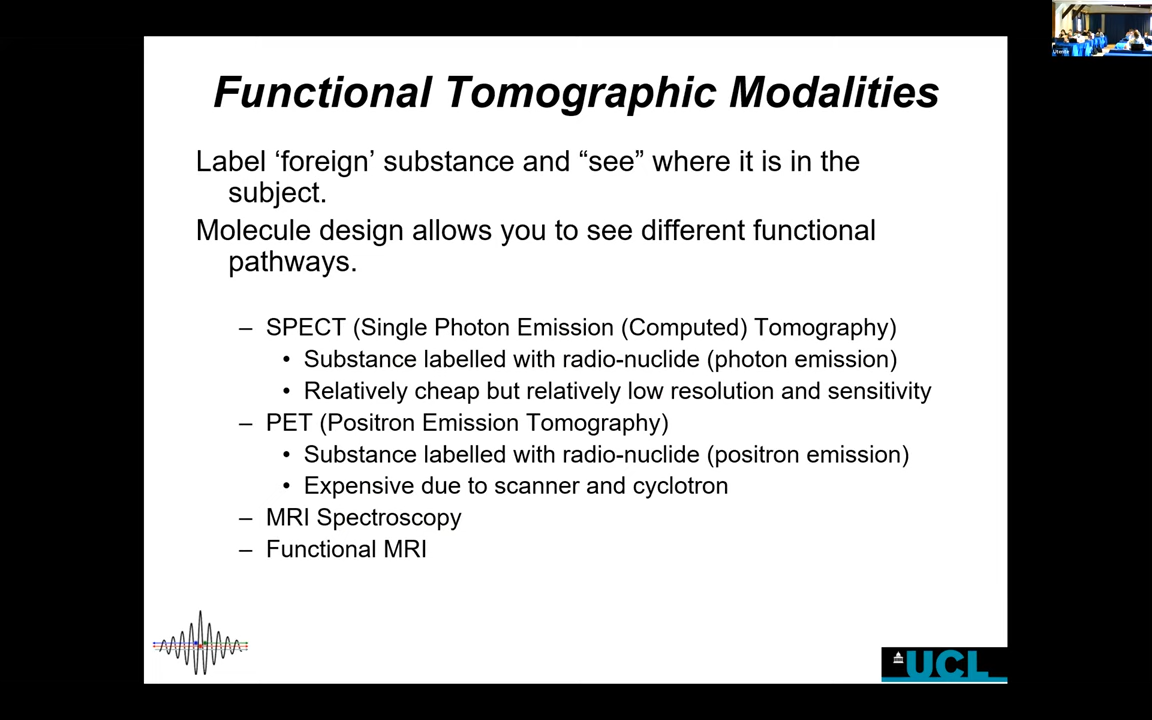 Functional Tomographic Modalities
Label ‘foreign’ substance and “see” where it is in the
subject.
Molecule design allows you to see different functional
pathways.
– SPECT (Single Photon Emission (Computed) Tomography)
• Substance labelled with radio-nuclide (photon emission)
• Relatively cheap but relatively low resolution and sensitivity
– PET (Positron Emission Tomography)
• Substance labelled with radio-nuclide (positron emission)
• Expensive due to scanner and cyclotron
– MRI Spectroscopy
– Functional MRI
UCL